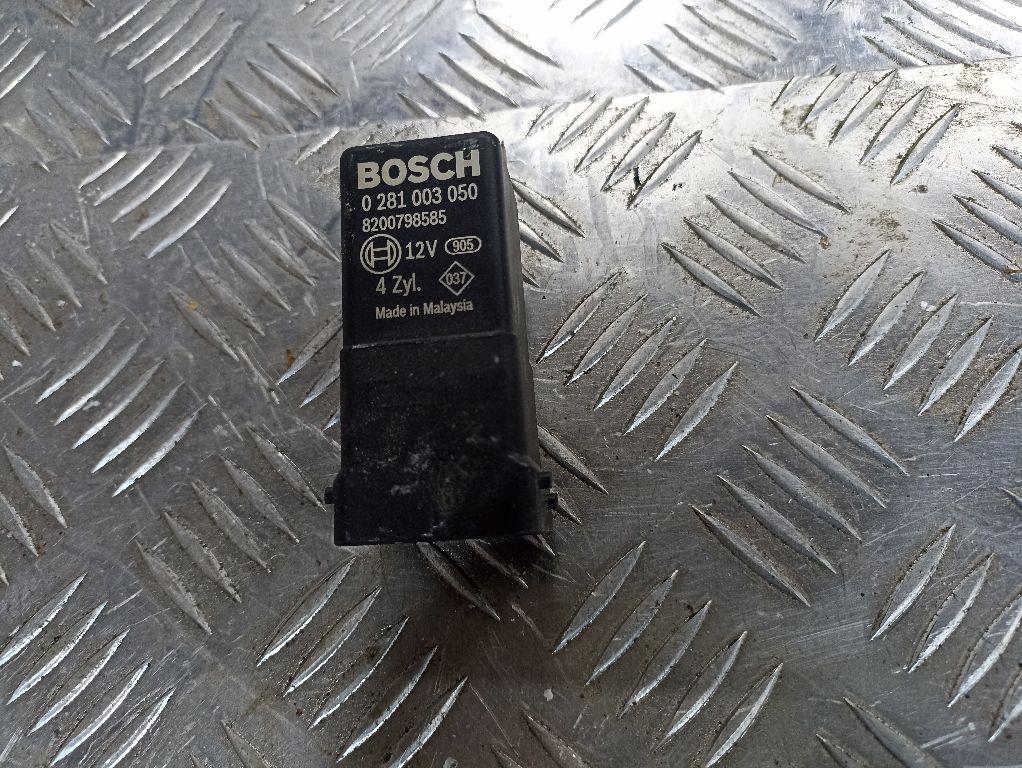 BOSCH
0 281 003 050
8200798585
12V 905
4 Zyl. 037
Made in Malaysia